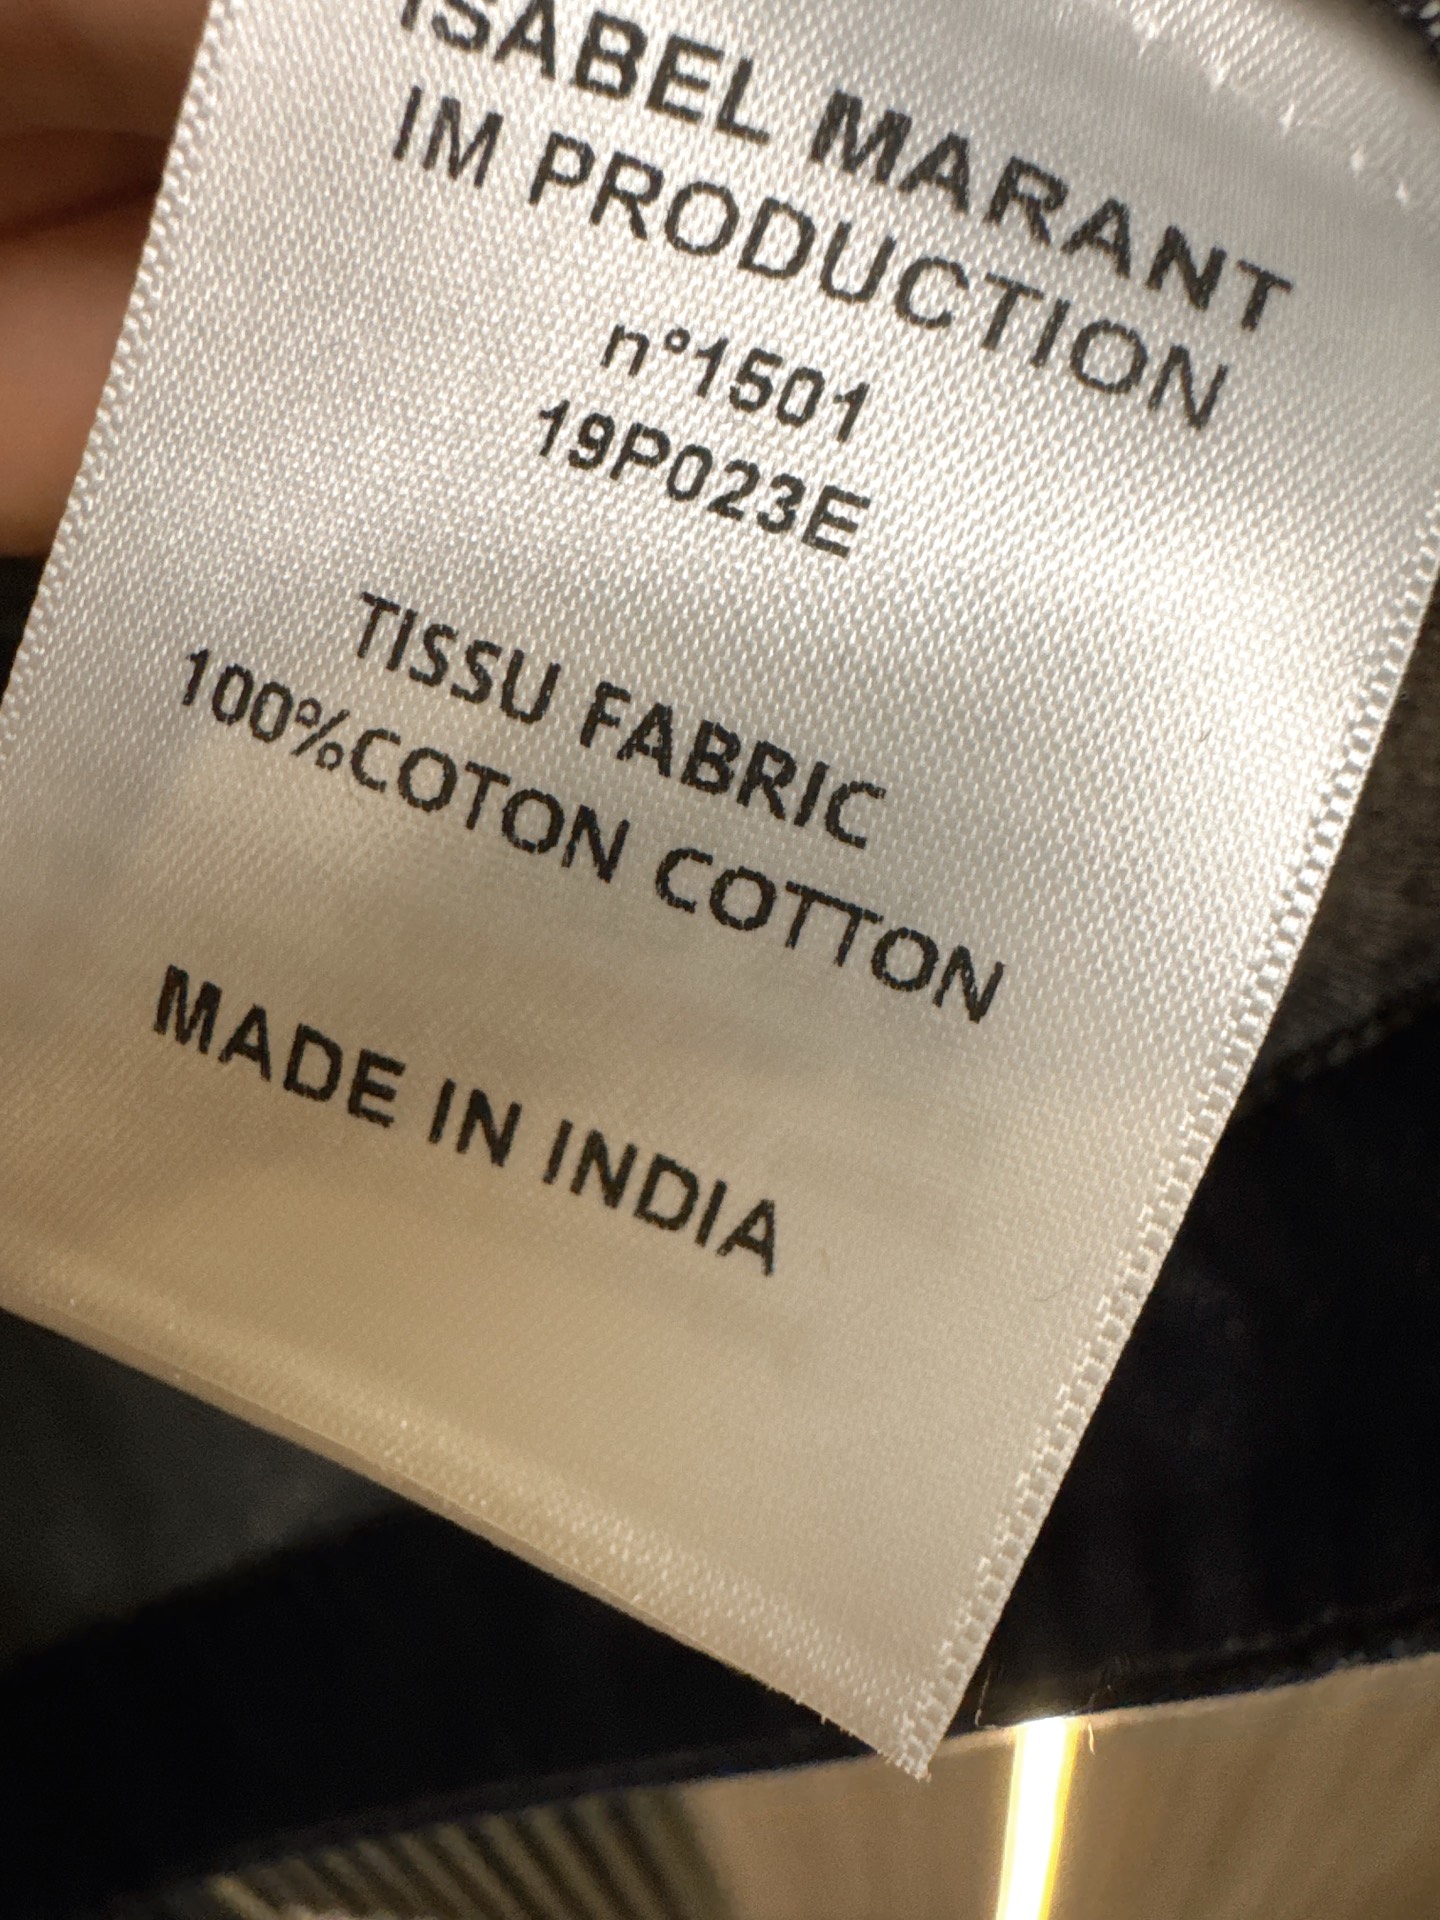 ISABEL MARANT
IM PRODUCTION
n°1501
19P023E
TISSU FABRIC
100%COTON COTTON
MADE IN INDIA